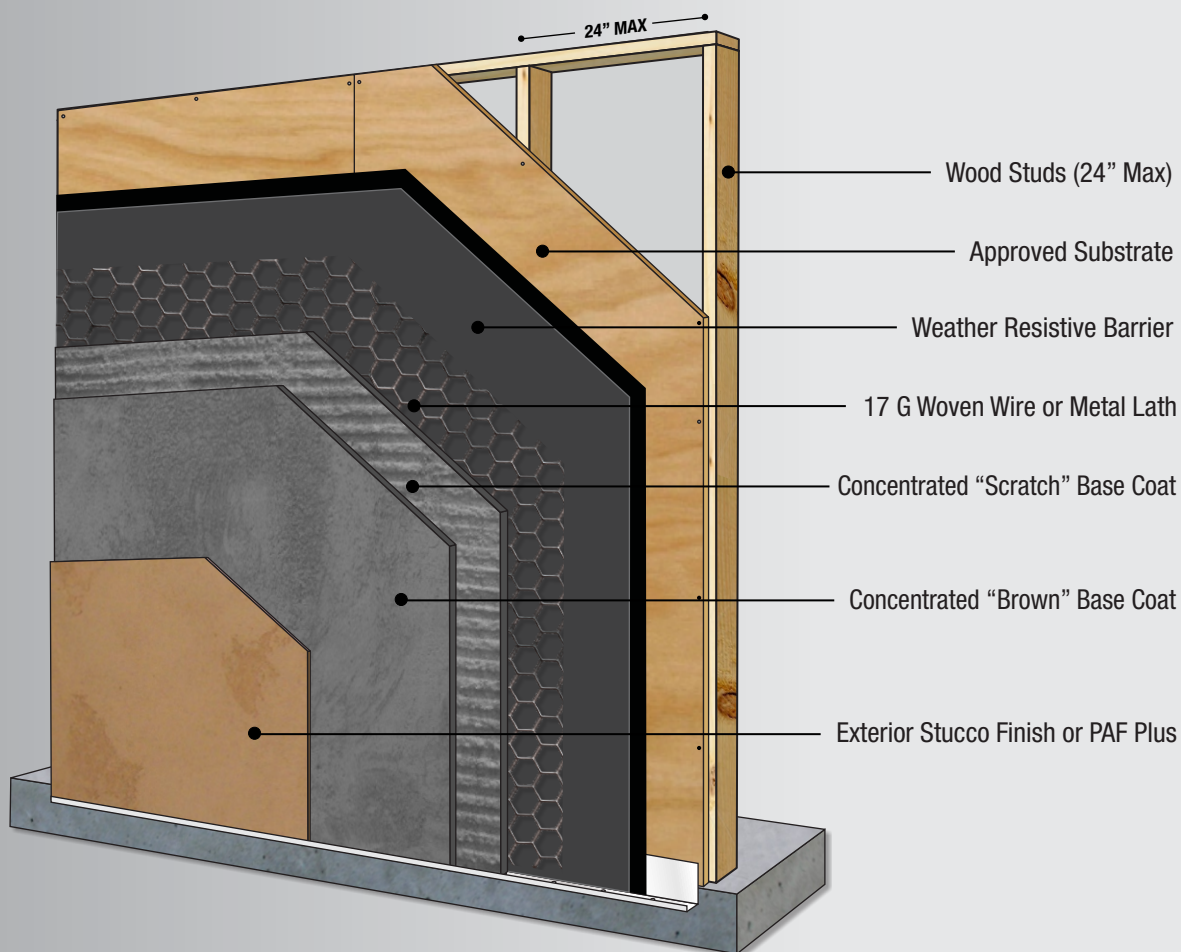 24” MAX
Wood Studs (24” Max)
Approved Substrate
Weather Resistive Barrier
17 G Woven Wire or Metal Lath
Concentrated “Scratch” Base Coat
Concentrated “Brown” Base Coat
Exterior Stucco Finish or PAF Plus